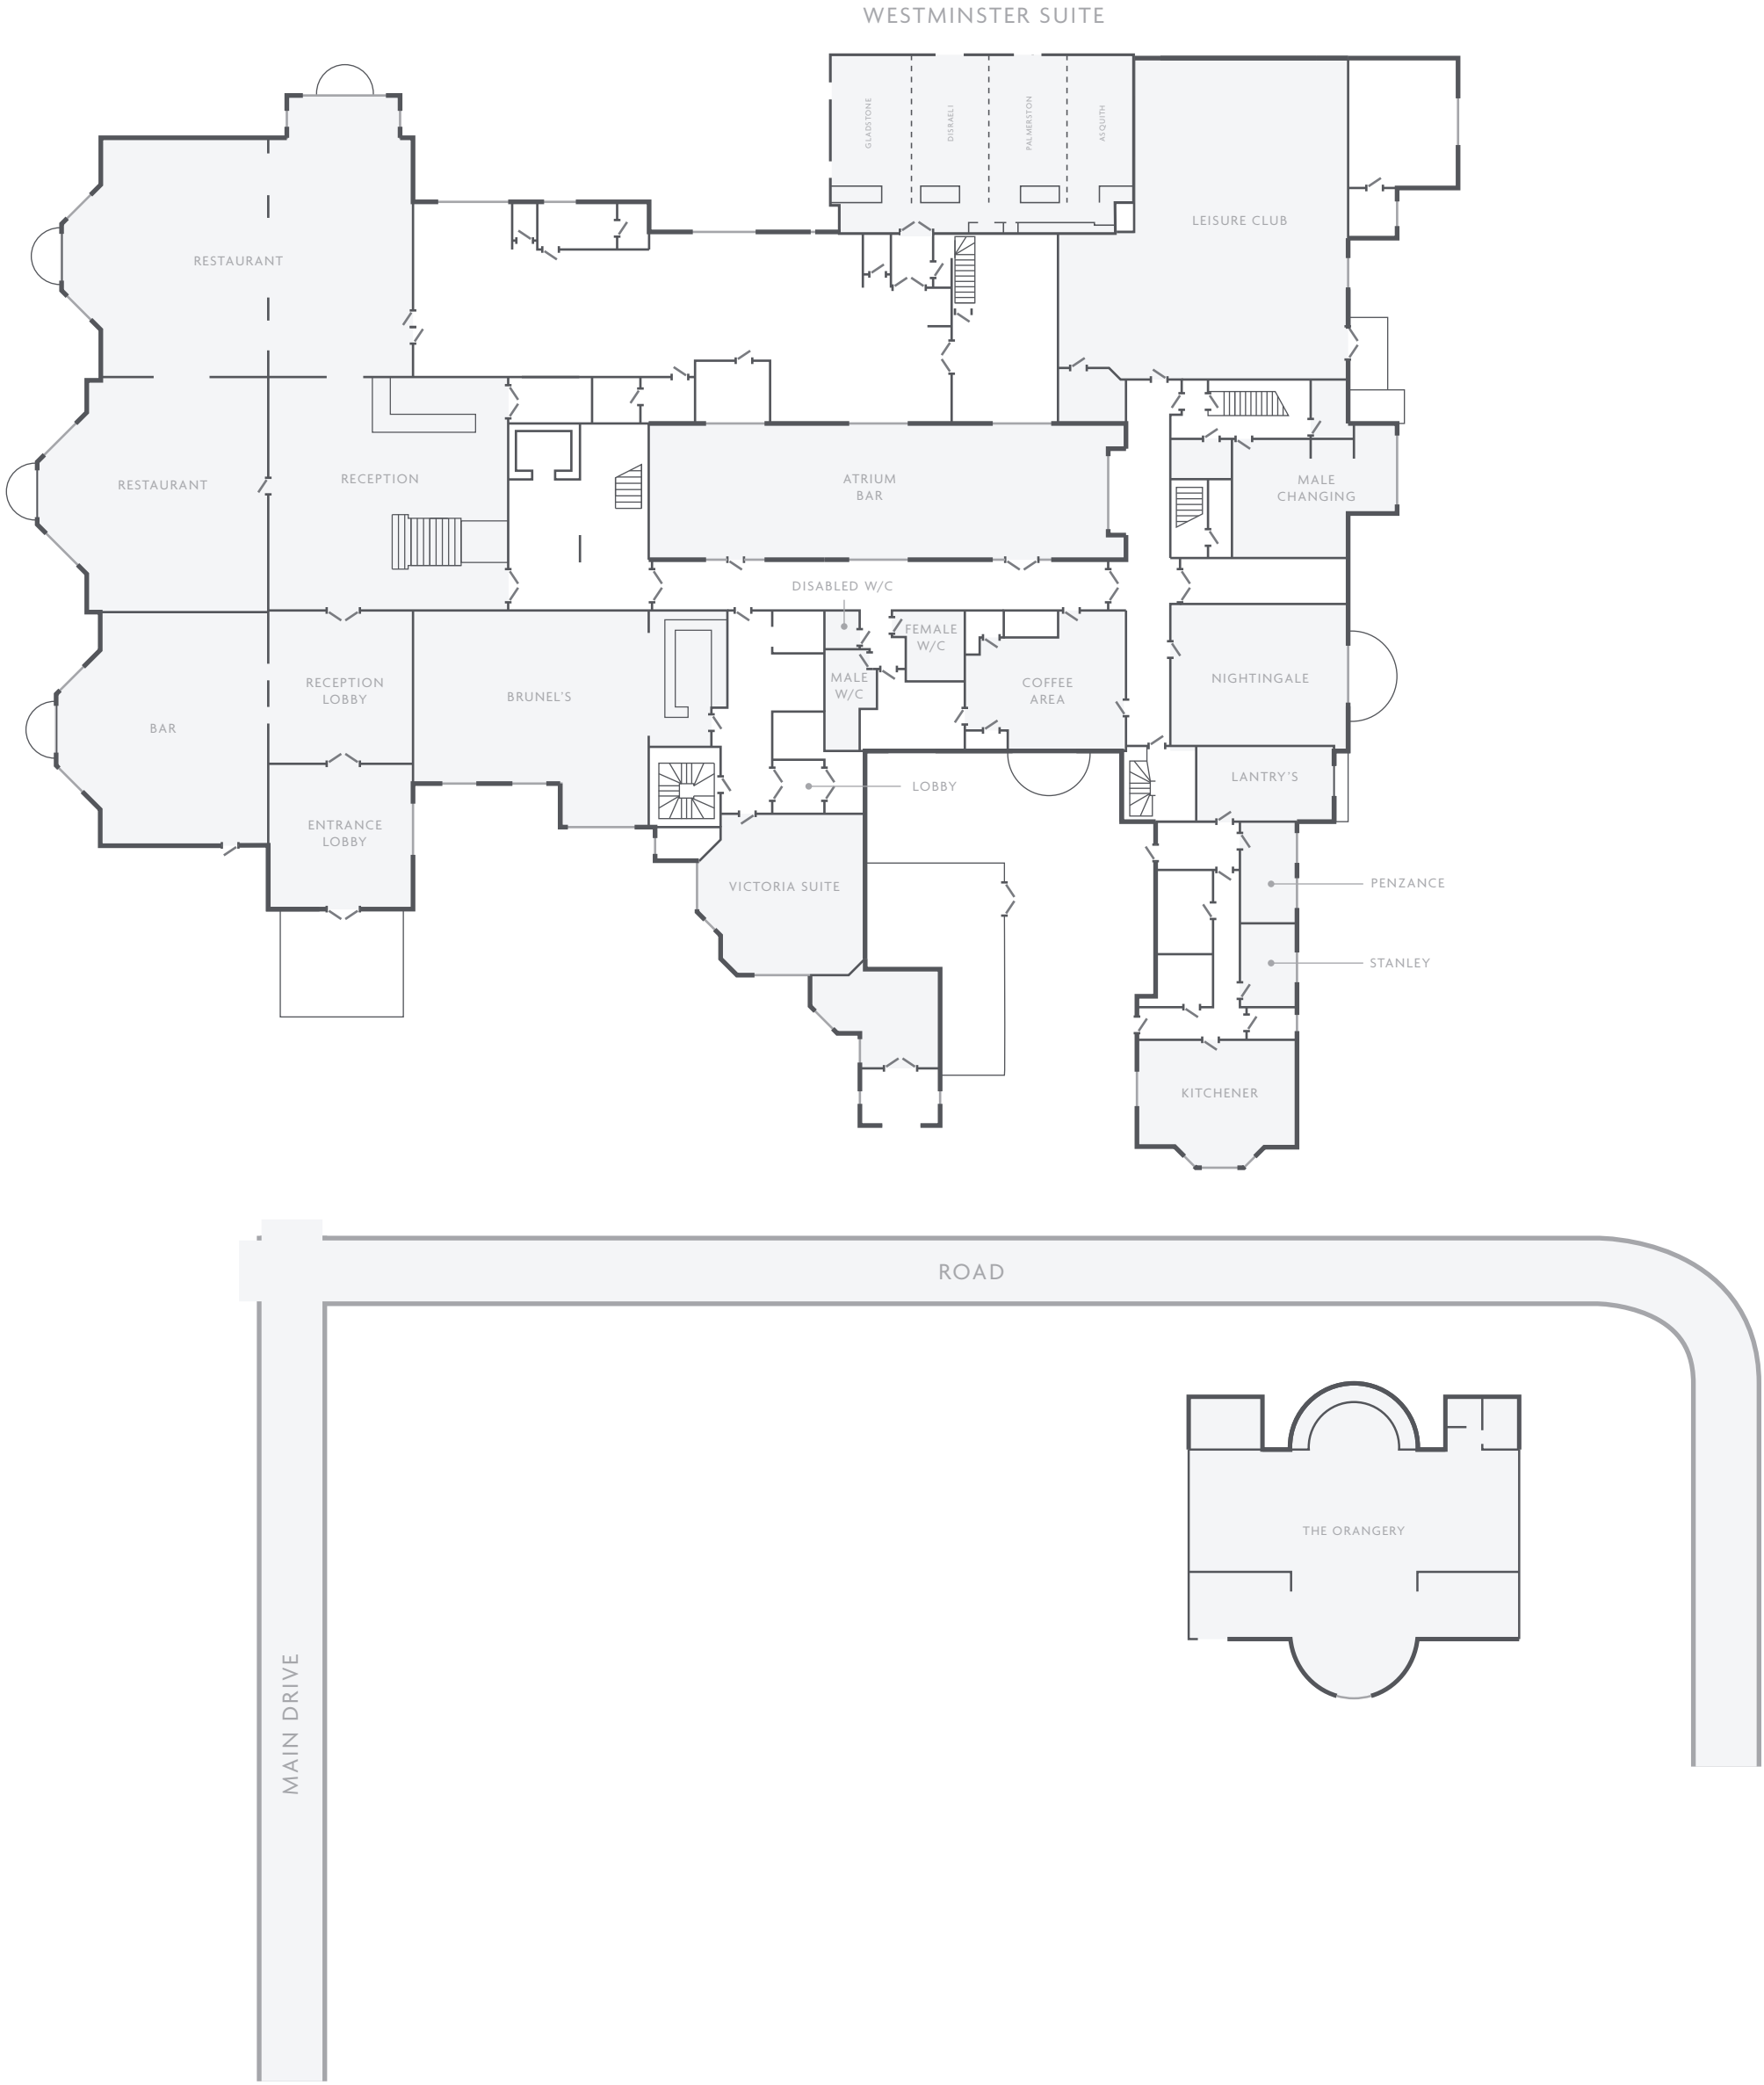 WESTMINSTER SUITE
GLADSTONE
DISRAELI
PALMERSTON
ASQUITH
LEISURE CLUB
RESTAURANT
RESTAURANT
RECEPTION
ATRIUM
BAR
MALE
CHANGING
DISABLED W/C
FEMALE
W/C
MALE
W/C
COFFEE
AREA
NIGHTINGALE
RECEPTION
LOBBY
BRUNEL'S
BAR
LANTRY'S
LOBBY
ENTRANCE
LOBBY
VICTORIA SUITE
PENZANCE
STANLEY
KITCHENER
ROAD
THE ORANGERY
MAIN DRIVE